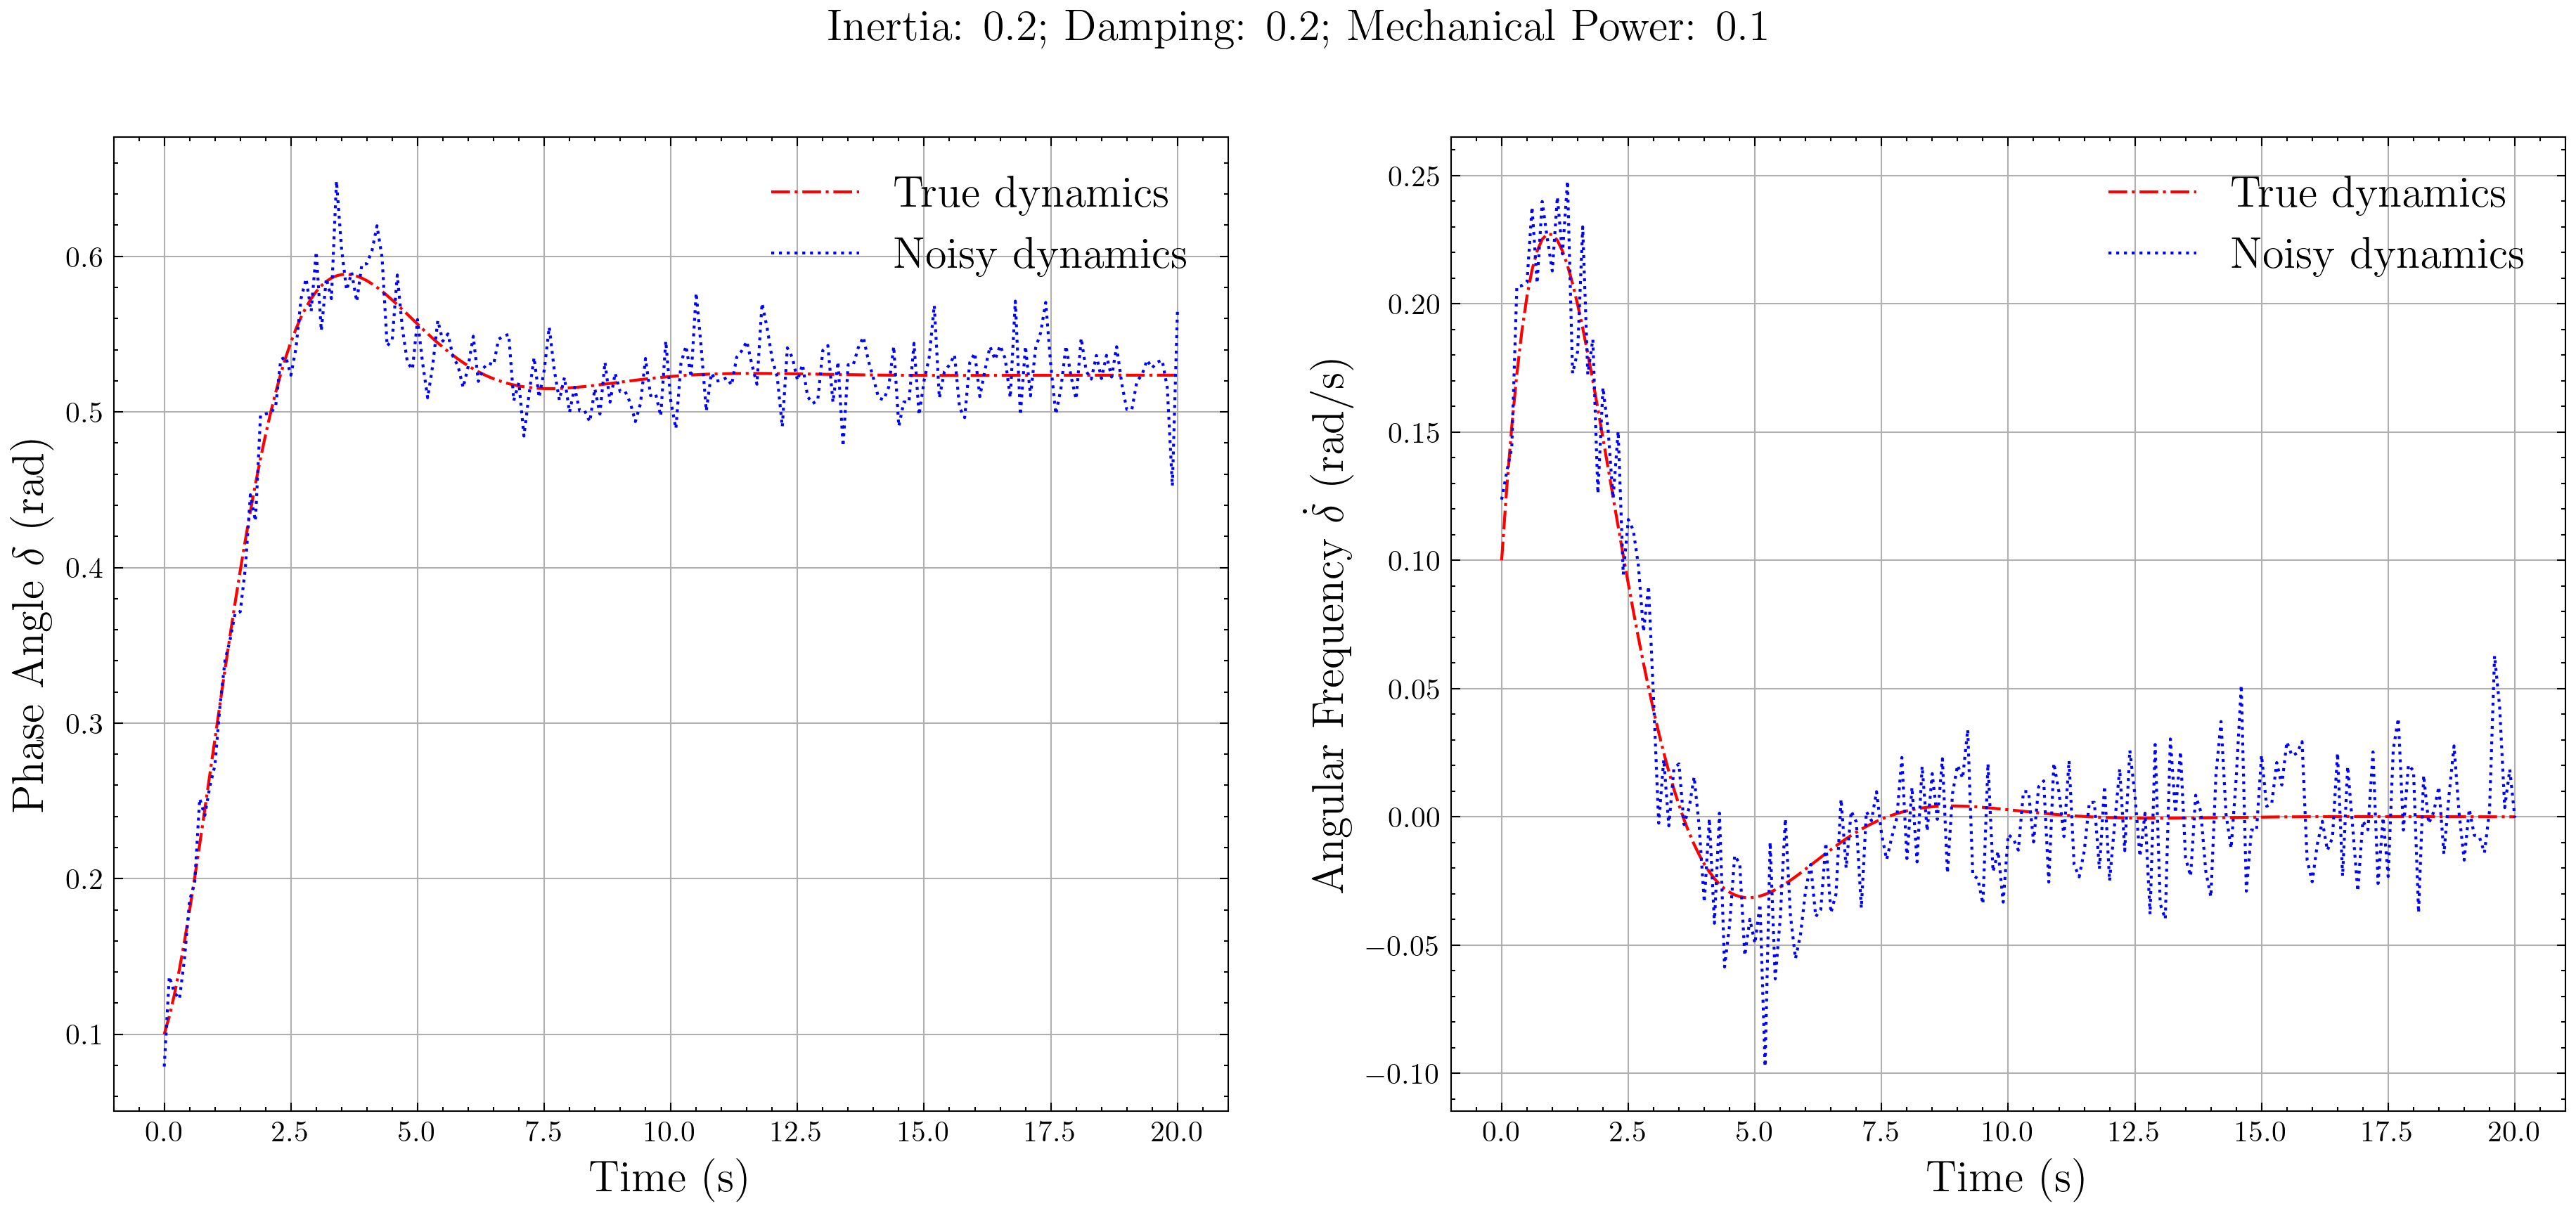 Inertia: 0.2; Damping: 0.2; Mechanical Power: 0.1
Phase Angle δ (rad)
0.6
0.5
0.4
0.3
0.2
0.1
True dynamics
Noisy dynamics
0.0 2.5 5.0 7.5 10.0 12.5 15.0 17.5 20.0
Time (s)
Angular Frequency δ̇ (rad/s)
0.25
0.20
0.15
0.10
0.05
0.00
−0.05
−0.10
True dynamics
Noisy dynamics
0.0 2.5 5.0 7.5 10.0 12.5 15.0 17.5 20.0
Time (s)